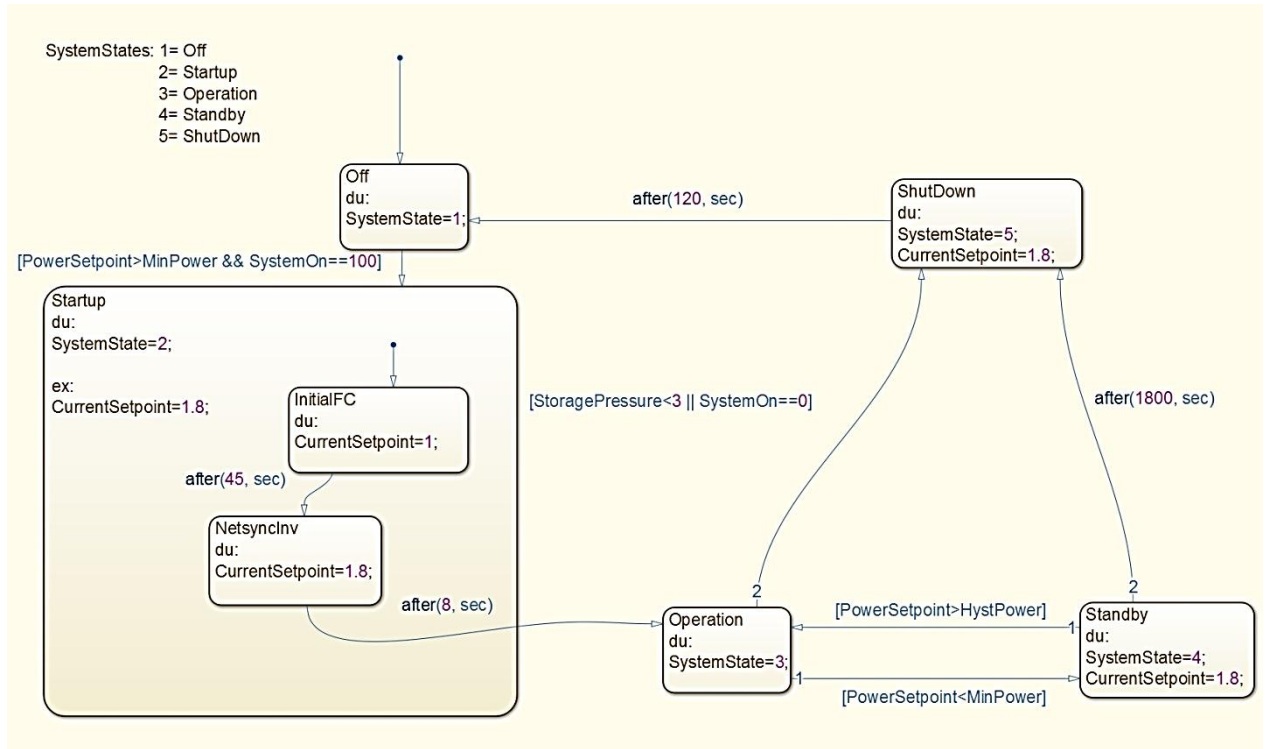 SystemStates: 1= Off
2= Startup
3= Operation
4= Standby
5= ShutDown
Off
du:
SystemState=1;
after(120, sec)
ShutDown
du:
SystemState=5;
CurrentSetpoint=1.8;
[PowerSetpoint>MinPower && SystemOn==100]
Startup
du:
SystemState=2;
ex:
CurrentSetpoint=1.8;
InitialFC
du:
CurrentSetpoint=1;
after(45, sec)
NetsyncInv
du:
CurrentSetpoint=1.8;
after(8, sec)
[StoragePressure<3 || SystemOn==0]
after(1800, sec)
2
2
Operation
du:
SystemState=3;
[PowerSetpoint>HystPower]
1
1
[PowerSetpoint<MinPower]
Standby
du:
SystemState=4;
CurrentSetpoint=1.8;